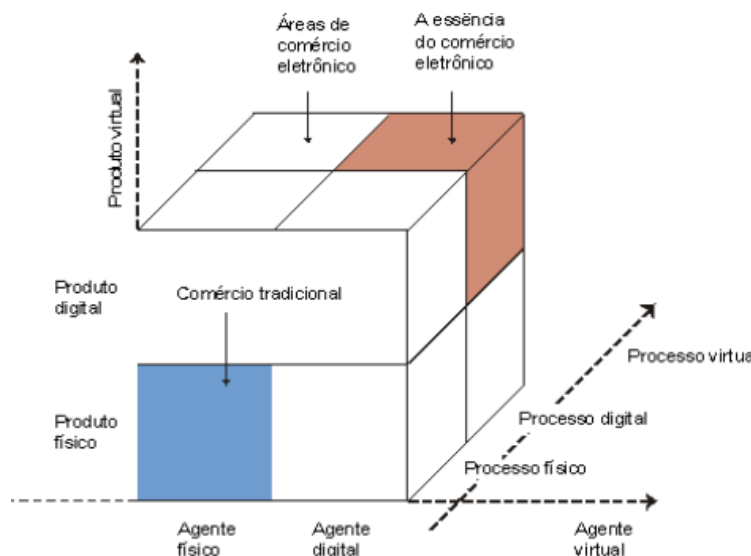 Áreas de
comércio
eletrônico
A essência
do comércio
eletrônico
Produto virtual
Produto
digital
Comércio tradicional
Produto
físico
Processo virtual
Processo digital
Processo físico
Agente
físico
Agente
digital
Agente
virtual